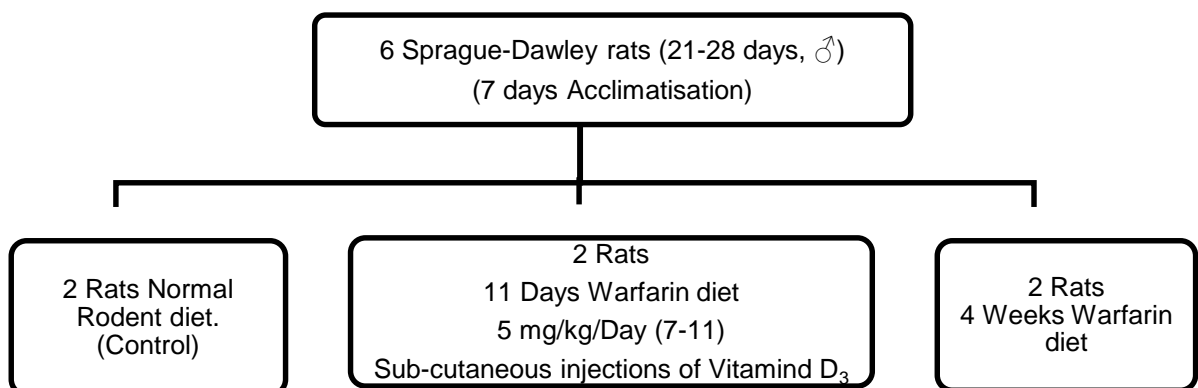 6 Sprague-Dawley rats (21-28 days, ♂)
(7 days Acclimatisation)
2 Rats Normal
Rodent diet.
(Control)
2 Rats
11 Days Warfarin diet
5 mg/kg/Day (7-11)
Sub-cutaneous injections of Vitamind D₃
2 Rats
4 Weeks Warfarin
diet